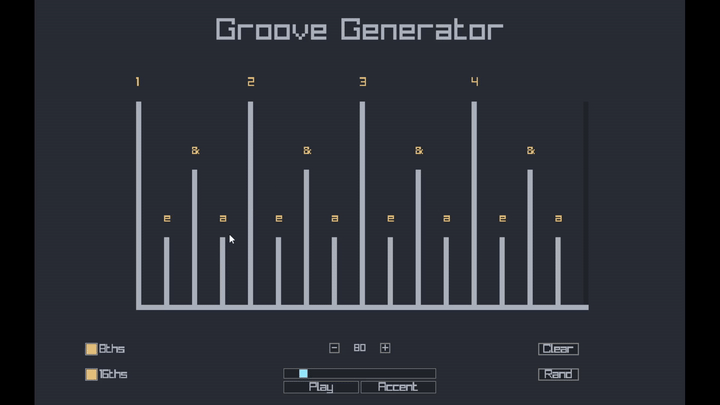 Groove Generator
1 2 3 4
& & & &
e a e a e a e a
8ths - 80 + Clear
16ths Rand
Play Accent